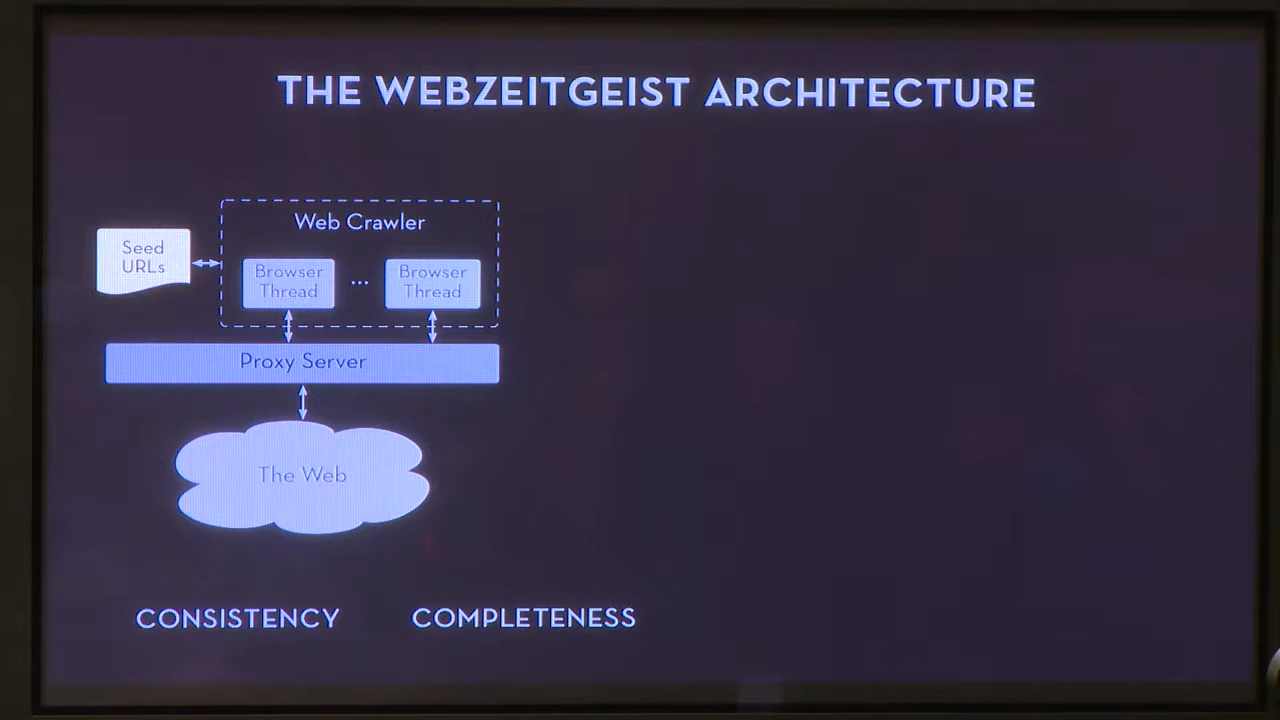 THE WEBZEITGEIST ARCHITECTURE
Web Crawler
Seed
URLs
Browser
Thread
...
Browser
Thread
Proxy Server
The Web
CONSISTENCY
COMPLETENESS